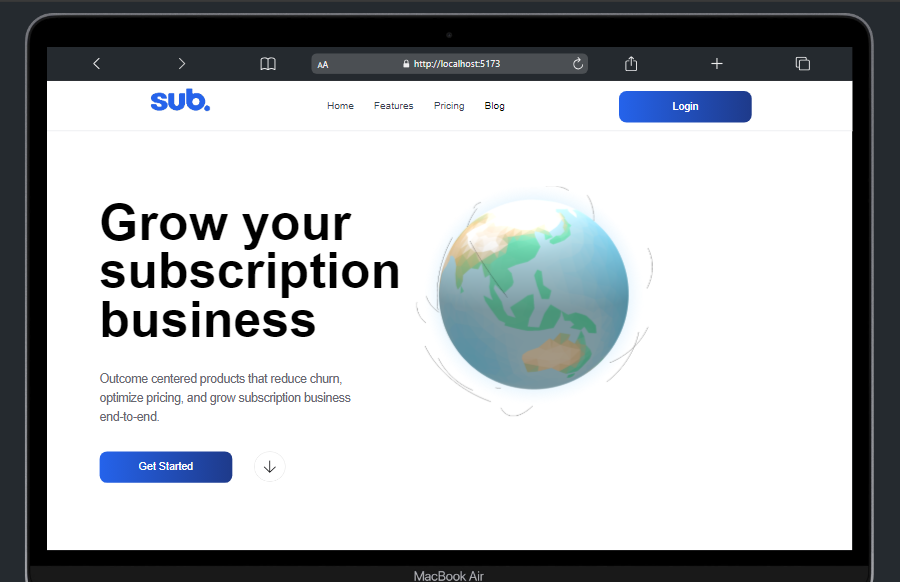 AA
http://localhost:5173
sub.
Home Features Pricing Blog
Login
Grow your
subscription
business
Outcome centered products that reduce churn,
optimize pricing, and grow subscription business
end-to-end.
Get Started
MacBook Air